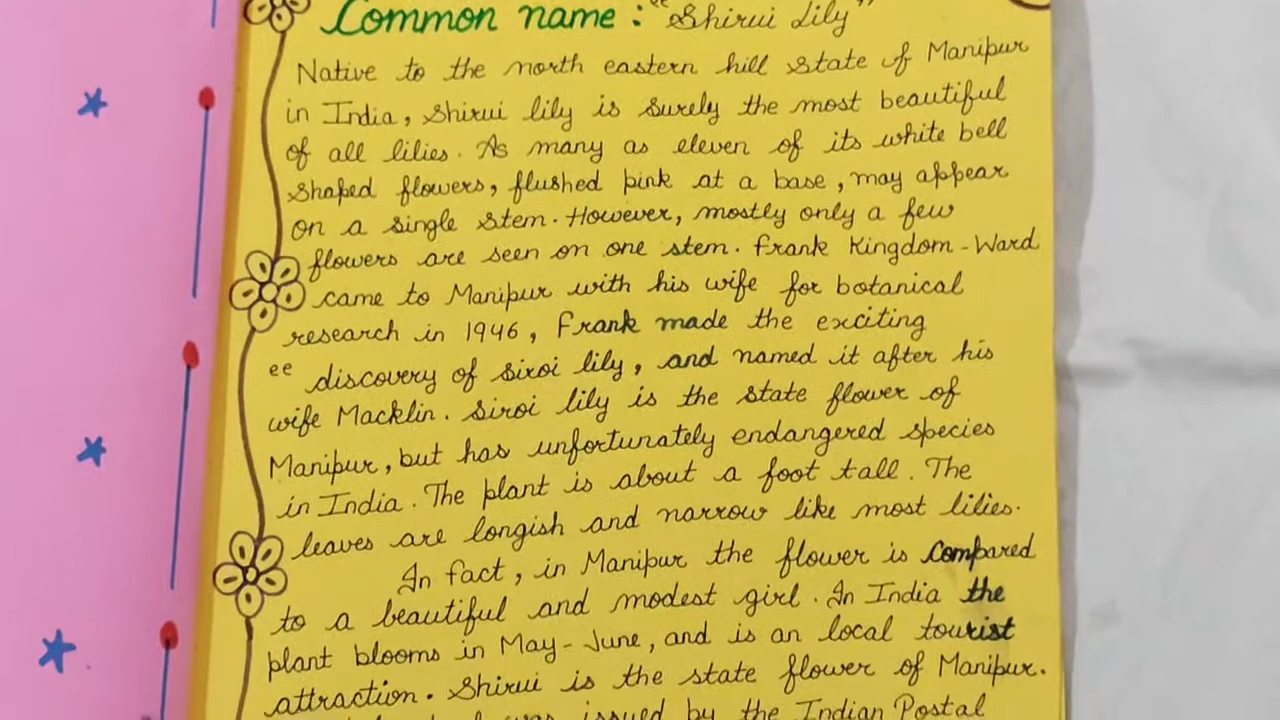 Common name : "Shirui Lily"
Native to the north eastern hill state of Manipur
in India, Shirui lily is surely the most beautiful
of all lilies. As many as eleven of its white bell
shaped flowers, flushed pink at a base, may appear
on a single stem. However, mostly only a few
flowers are seen on one stem. Frank Kingdom-Ward
came to Manipur with his wife for botanical
research in 1946, Frank made the exciting
ee discovery of Siroi lily, and named it after his
wife Macklin. Siroi lily is the state flower of
Manipur, but has unfortunately endangered species
in India. The plant is about a foot tall. The
leaves are longish and narrow like most lilies.
In fact, in Manipur the flower is compared
to a beautiful and modest girl. In India the
plant blooms in May-June, and is an local tourist
attraction. Shirui is the state flower of Manipur.
was issued by the Indian Postal